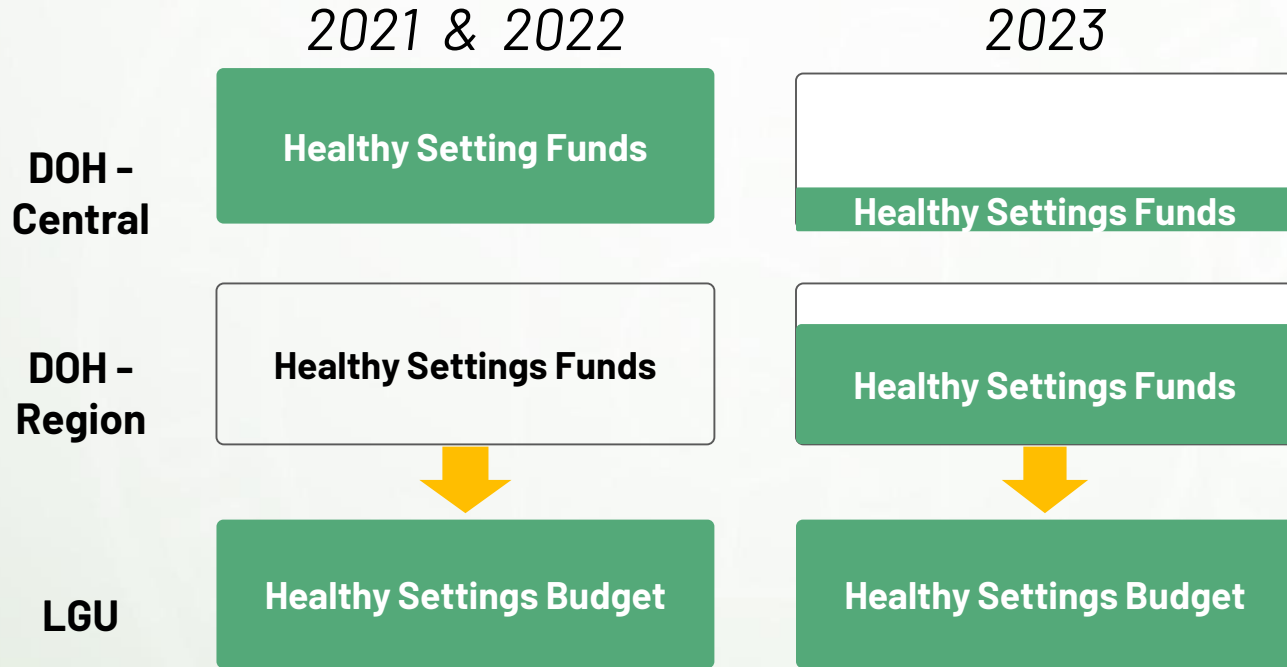 2021 & 2022
2023
DOH -
Central
Healthy Setting Funds
Healthy Settings Funds
DOH -
Region
Healthy Settings Funds
Healthy Settings Funds
LGU
Healthy Settings Budget
Healthy Settings Budget